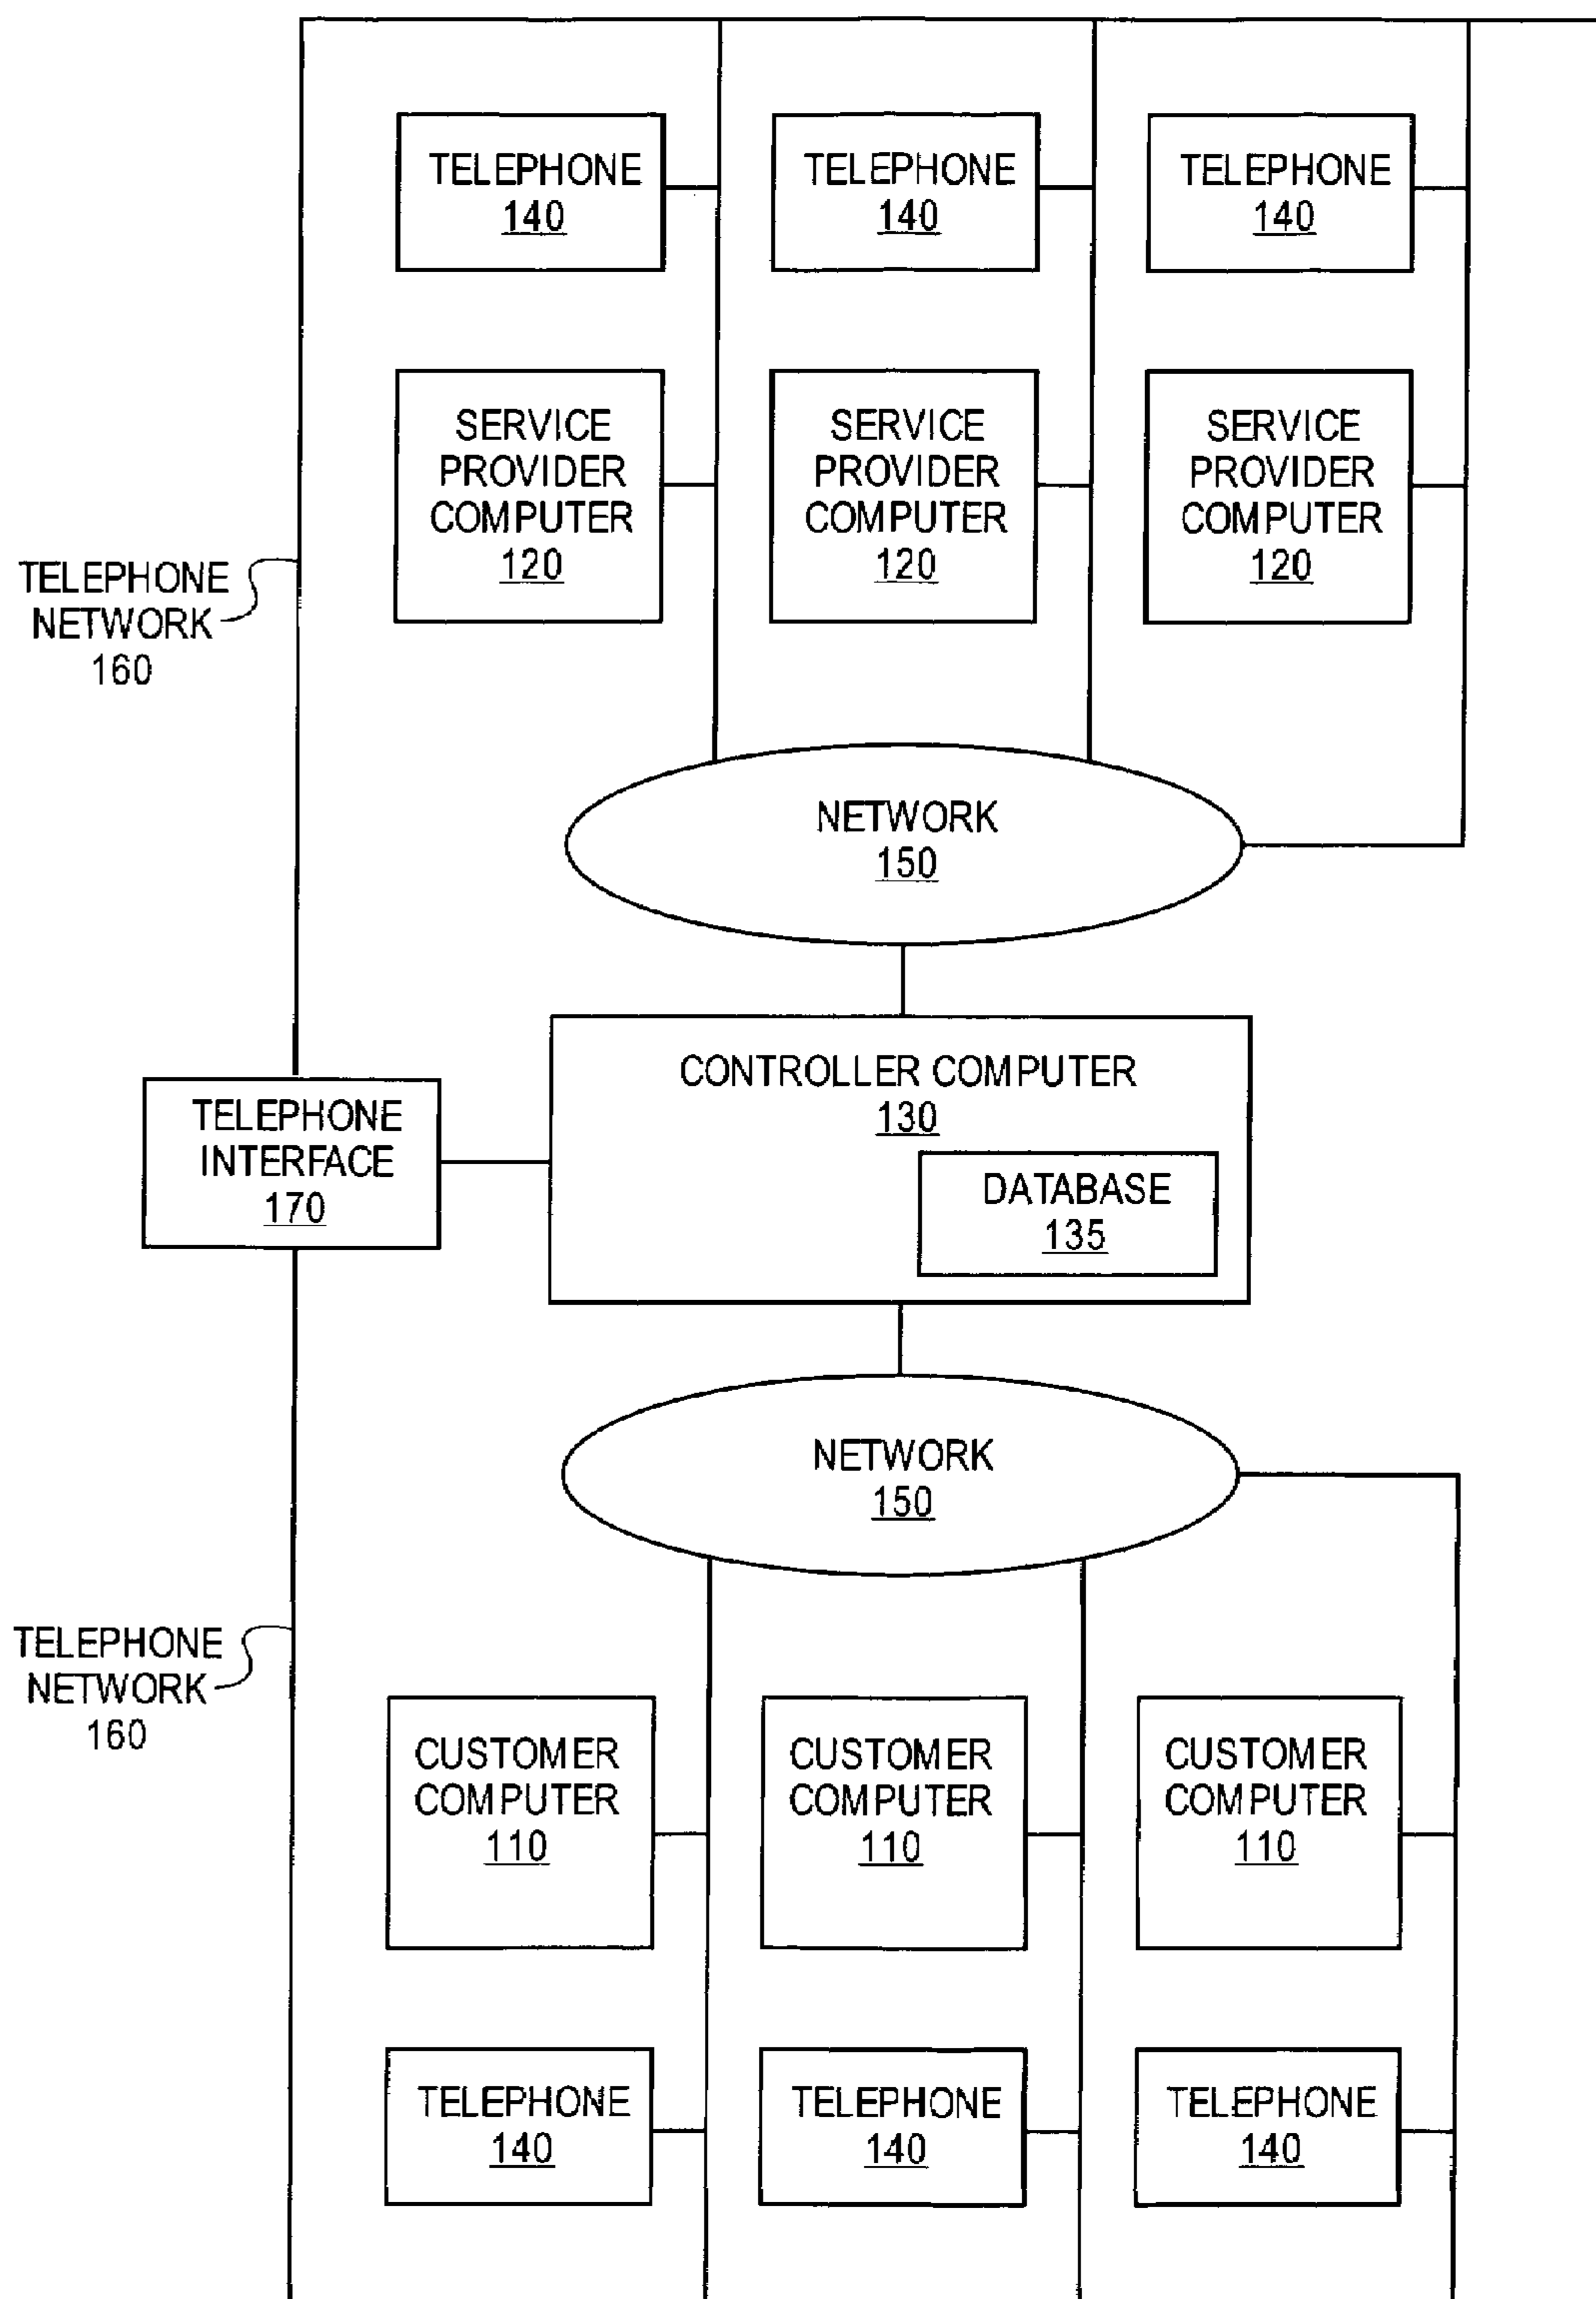 TELEPHONE
140
TELEPHONE
140
TELEPHONE
140
SERVICE
PROVIDER
COMPUTER
120
SERVICE
PROVIDER
COMPUTER
120
SERVICE
PROVIDER
COMPUTER
120
TELEPHONE
NETWORK
160
NETWORK
150
CONTROLLER COMPUTER
130
TELEPHONE
INTERFACE
170
DATABASE
135
NETWORK
150
TELEPHONE
NETWORK
160
CUSTOMER
COMPUTER
110
CUSTOMER
COMPUTER
110
CUSTOMER
COMPUTER
110
TELEPHONE
140
TELEPHONE
140
TELEPHONE
140